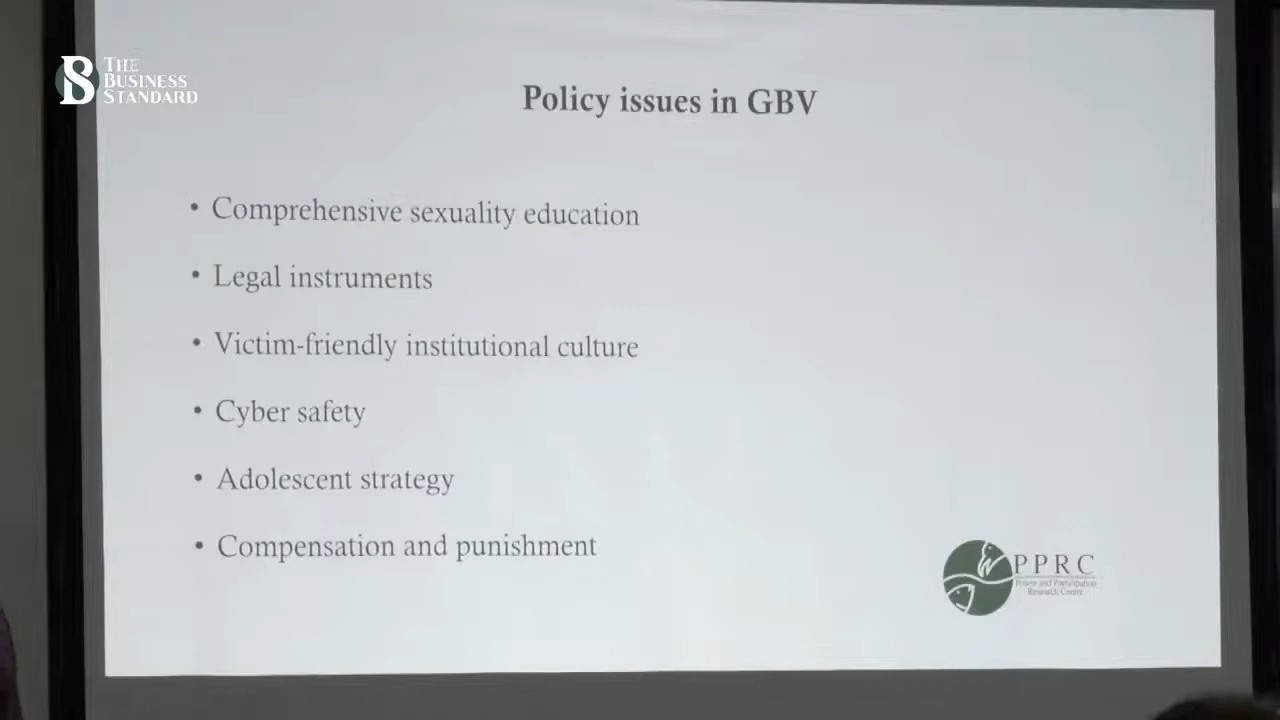 THE
BUSINESS
STANDARD
Policy issues in GBV
• Comprehensive sexuality education
• Legal instruments
• Victim-friendly institutional culture
• Cyber safety
• Adolescent strategy
• Compensation and punishment
PPRC
Power and Participation
Research Centre